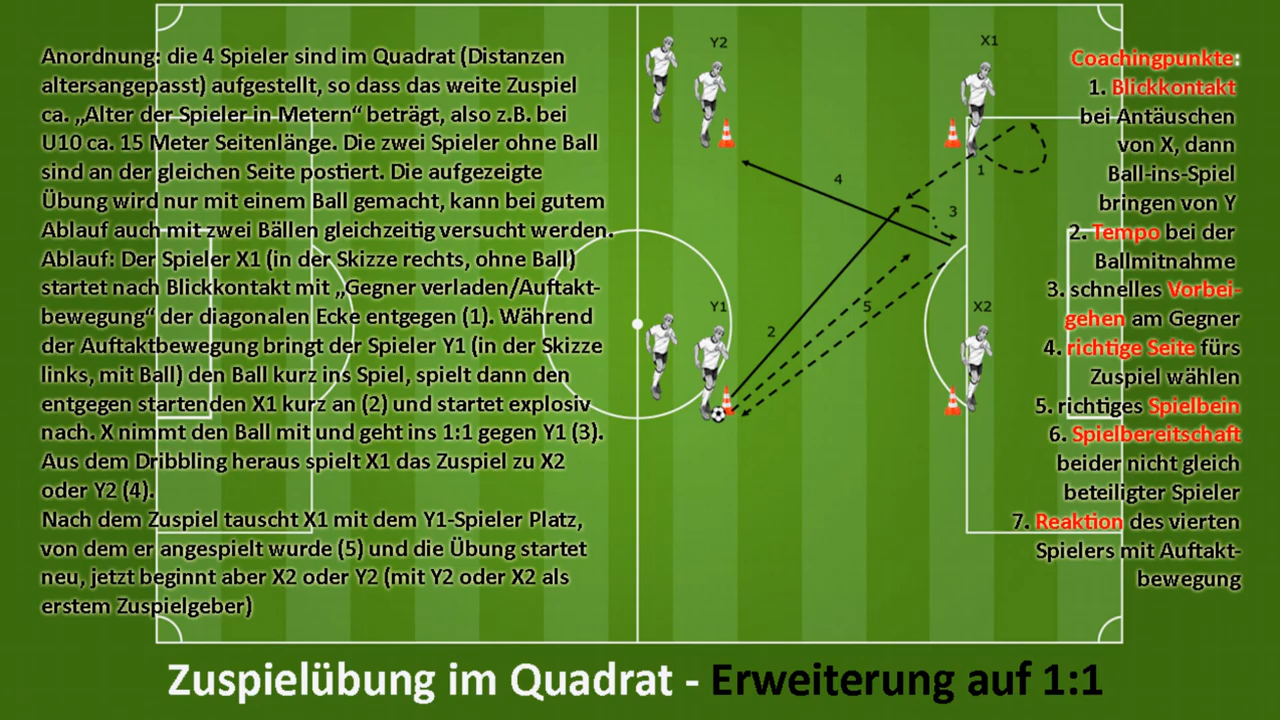 Anordnung: die 4 Spieler sind im Quadrat (Distanzen
altersangepasst) aufgestellt, so dass das weite Zuspiel
ca. „Alter der Spieler in Metern“ beträgt, also z.B. bei
U10 ca. 15 Meter Seitenlänge. Die zwei Spieler ohne Ball
sind an der gleichen Seite postiert. Die aufgezeigte
Übung wird nur mit einem Ball gemacht, kann bei gutem
Ablauf auch mit zwei Bällen gleichzeitig versucht werden.
Ablauf: Der Spieler X1 (in der Skizze rechts, ohne Ball)
startet nach Blickkontakt mit „Gegner verladen/Auftakt-
bewegung“ der diagonalen Ecke entgegen (1). Während
der Auftaktbewegung bringt der Spieler Y1 (in der Skizze
links, mit Ball) den Ball kurz ins Spiel, spielt dann den
entgegen startenden X1 kurz an (2) und startet explosiv
nach. X nimmt den Ball mit und geht ins 1:1 gegen Y1 (3).
Aus dem Dribbling heraus spielt X1 das Zuspiel zu X2
oder Y2 (4).
Nach dem Zuspiel tauscht X1 mit dem Y1-Spieler Platz,
von dem er angespielt wurde (5) und die Übung startet
neu, jetzt beginnt aber X2 oder Y2 (mit Y2 oder X2 als
erstem Zuspielgeber)
Y2
X1
1
4
3
Y1
5
X2
2
Coachingpunkte:
1. Blickkontakt
bei Antäuschen
von X, dann
Ball-ins-Spiel
bringen von Y
2. Tempo bei der
Ballmitnahme
3. schnelles Vorbei-
gehen am Gegner
4. richtige Seite fürs
Zuspiel wählen
5. richtiges Spielbein
6. Spielbereitschaft
beider nicht gleich
beteiligter Spieler
7. Reaktion des vierten
Spielers mit Auftakt-
bewegung
Zuspielübung im Quadrat - Erweiterung auf 1:1